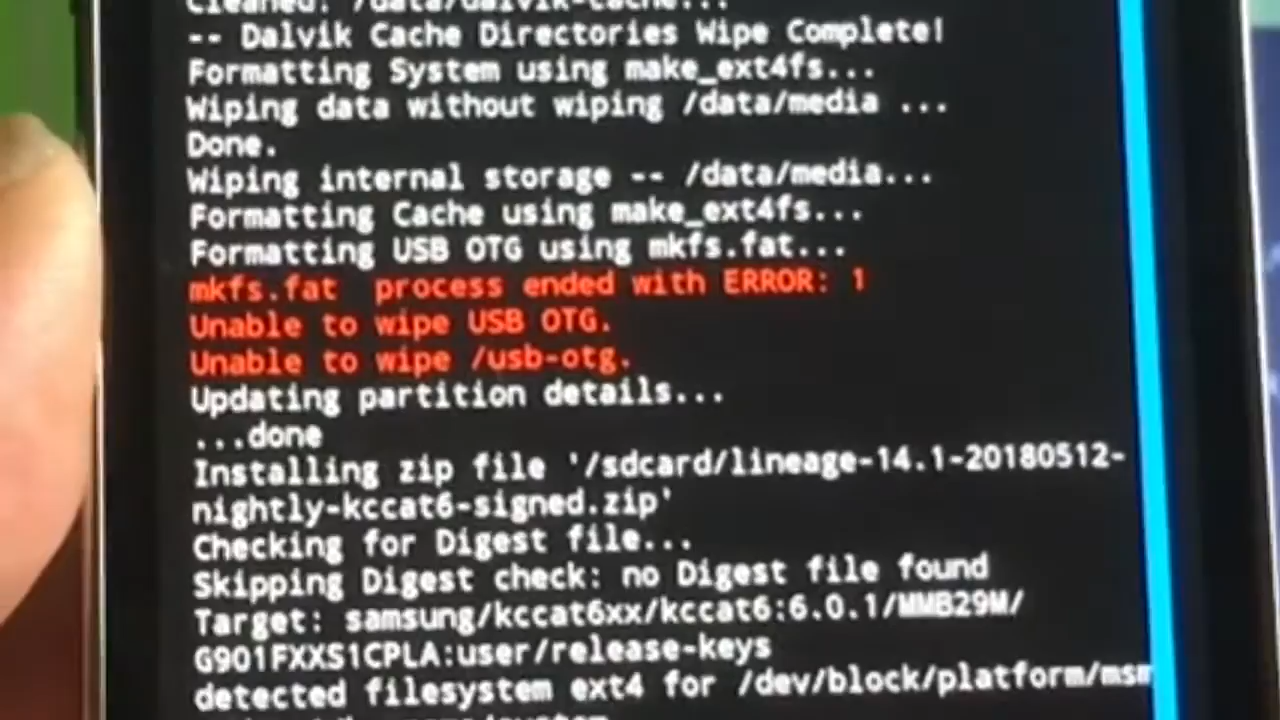 Cleaned: /data/dalvik-cache...
-- Dalvik Cache Directories Wipe Complete!
Formatting System using make_ext4fs...
Wiping data without wiping /data/media ...
Done.
Wiping internal storage -- /data/media...
Formatting Cache using make_ext4fs...
Formatting USB OTG using mkfs.fat...
mkfs.fat  process ended with ERROR: 1
Unable to wipe USB OTG.
Unable to wipe /usb-otg.
Updating partition details...
...done
Installing zip file '/sdcard/lineage-14.1-20180512-
nightly-kccat6-signed.zip'
Checking for Digest file...
Skipping Digest check: no Digest file found
Target: samsung/kccat6xx/kccat6:6.0.1/MMB29M/
G901FXXS1CPLA:user/release-keys
detected filesystem ext4 for /dev/block/platform/msm